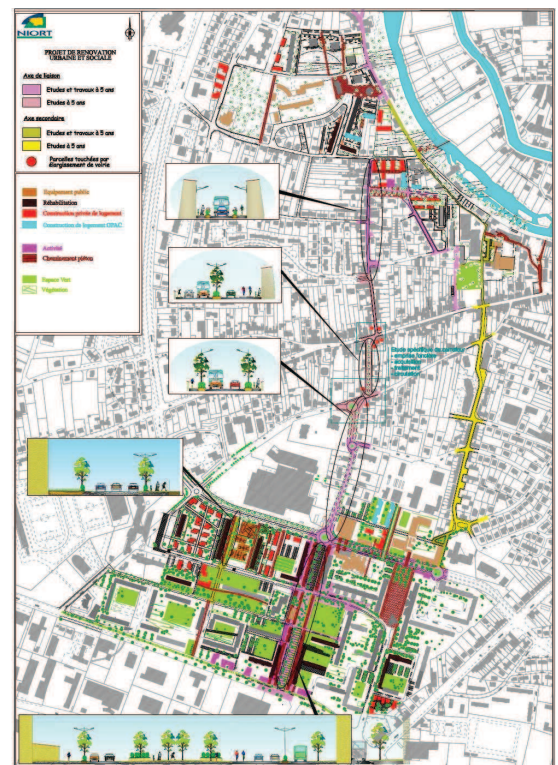 NIORT
PROJET DE RENOVATION
URBAINE ET SOCIALE
Axe de liaison
Etudes et travaux à 5 ans
Etudes à 5 ans
Axe secondaire
Etudes et travaux à 5 ans
Etudes à 5 ans
Parcelles touchées par
élargissement de voirie
Equipement public
Réhabilitation
Construction privée de logement
Construction de logement OPAC
Activité
Cheminement piéton
Espace Vert
Végétation